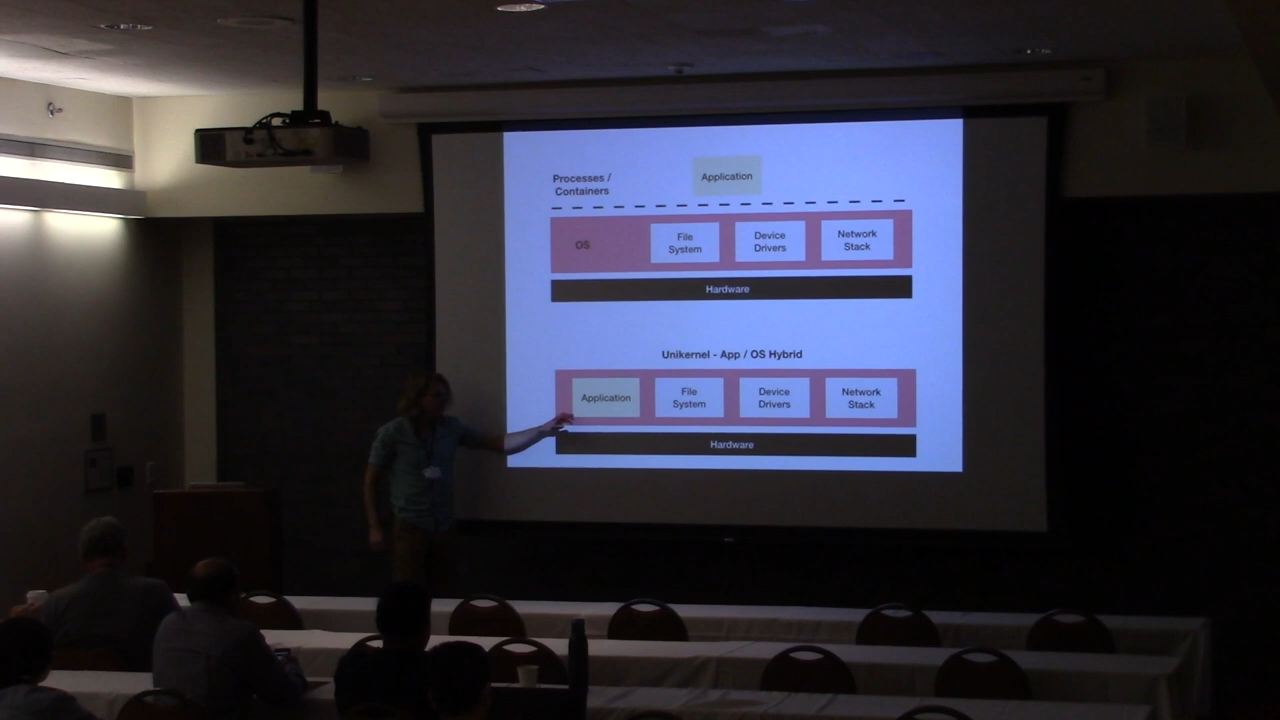 Processes /
Containers
Application
OS
File
System
Device
Drivers
Network
Stack
Hardware
Unikernel - App / OS Hybrid
Application
File
System
Device
Drivers
Network
Stack
Hardware